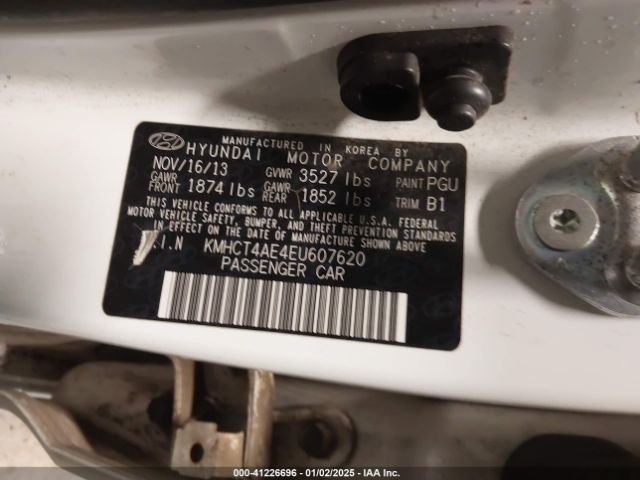 MANUFACTURED IN KOREA BY
HYUNDAI MOTOR COMPANY
NOV/16/13 GVWR 3527 lbs PAINT PGU
GAWR FRONT 1874 lbs GAWR REAR 1852 lbs TRIM B1
THIS VEHICLE CONFORMS TO ALL APPLICABLE U.S.A. FEDERAL
MOTOR VEHICLE SAFETY, BUMPER, AND THEFT PREVENTION STANDARDS
IN EFFECT ON THE DATE OF MANUFACTURE SHOWN ABOVE
V.I.N KMHCT4AE4EU607620
PASSENGER CAR
000-41226696 - 01/02/2025 - IAA Inc.